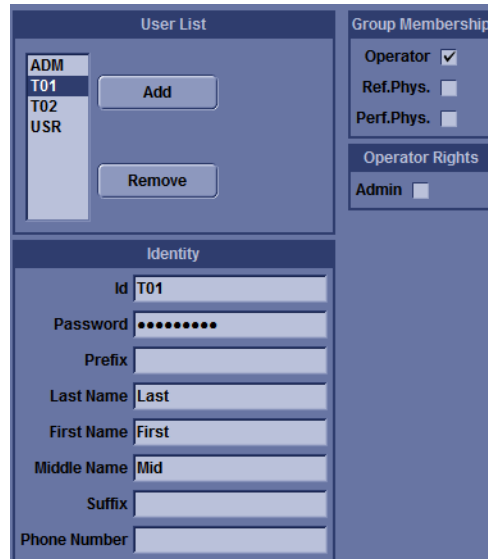 User List
ADM
T01
T02
USR
Add
Remove
Group Membership
Operator
Ref.Phys.
Perf.Phys.
Operator Rights
Admin
Identity
Id T01
Password •••••••••
Prefix
Last Name Last
First Name First
Middle Name Mid
Suffix
Phone Number